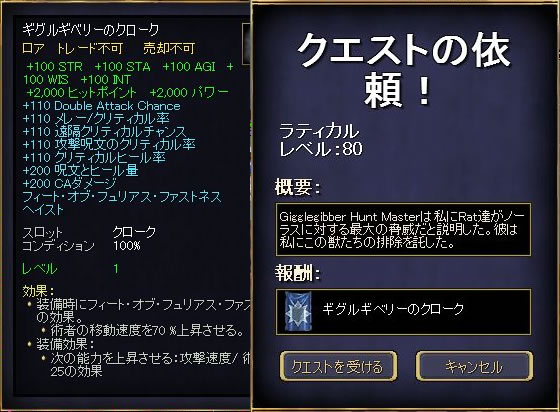 ギグルギベリーのクローク
ロア トレード不可 売却不可
+100 STR +100 STA +100 AGI +
100 WIS +100 INT
+2,000 ヒットポイント +2,000 パワー
+110 Double Attack Chance
+110 メレー/クリティカル率
+110 遠隔クリティカルチャンス
+110 攻撃呪文のクリティカル率
+110 クリティカルヒール率
+200 呪文とヒール量
+200 CAダメージ
フィート・オブ・フュリアス・ファストネス
ヘイスト
スロット クローク
コンディション 100%
レベル 1
効果:
・装備時にフィート・オブ・フュリアス・ファス
の効果。
・術者の移動速度を70 %上昇させる。
・装備効果:
・次の能力を上昇させる:攻撃速度/ 術
25の効果
クエストの依
頼!
ラティカル
レベル:80
概要:
Gigglegibber Hunt Masterは私にRat達がノー
ラスに対する最大の脅威だと説明した。彼は
私にこの獣たちの排除を託した。
報酬:
ギグルギベリーのクローク
クエストを受ける
キャンセル